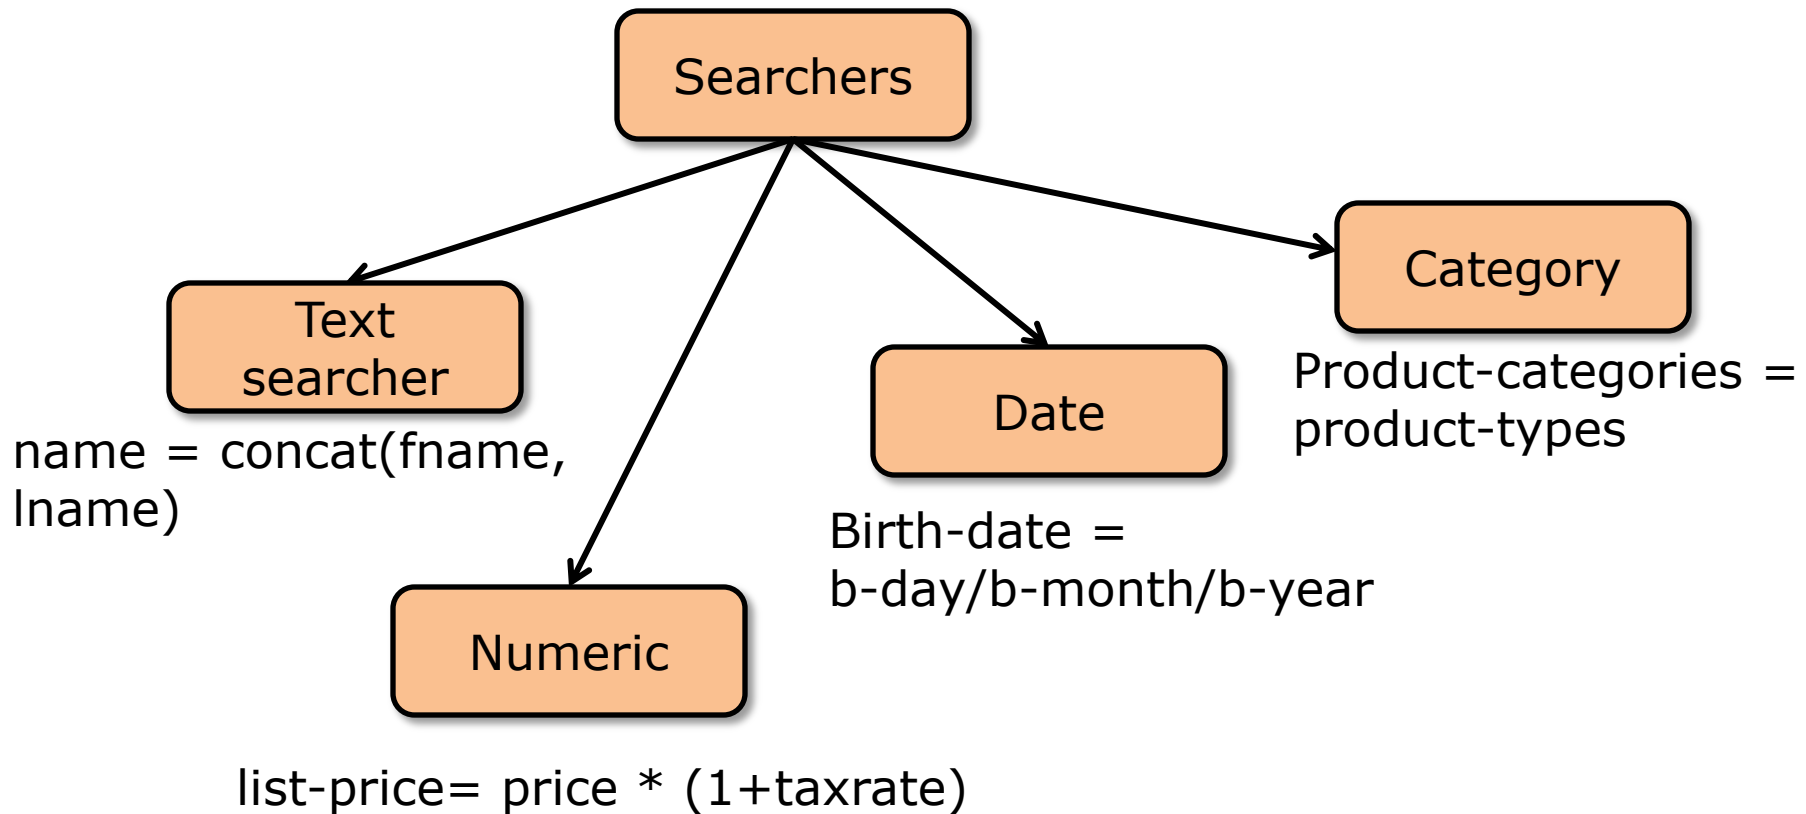 Searchers
Text
searcher
name = concat(fname,
lname)
Numeric
list-price= price * (1+taxrate)
Date
Birth-date =
b-day/b-month/b-year
Category
Product-categories =
product-types